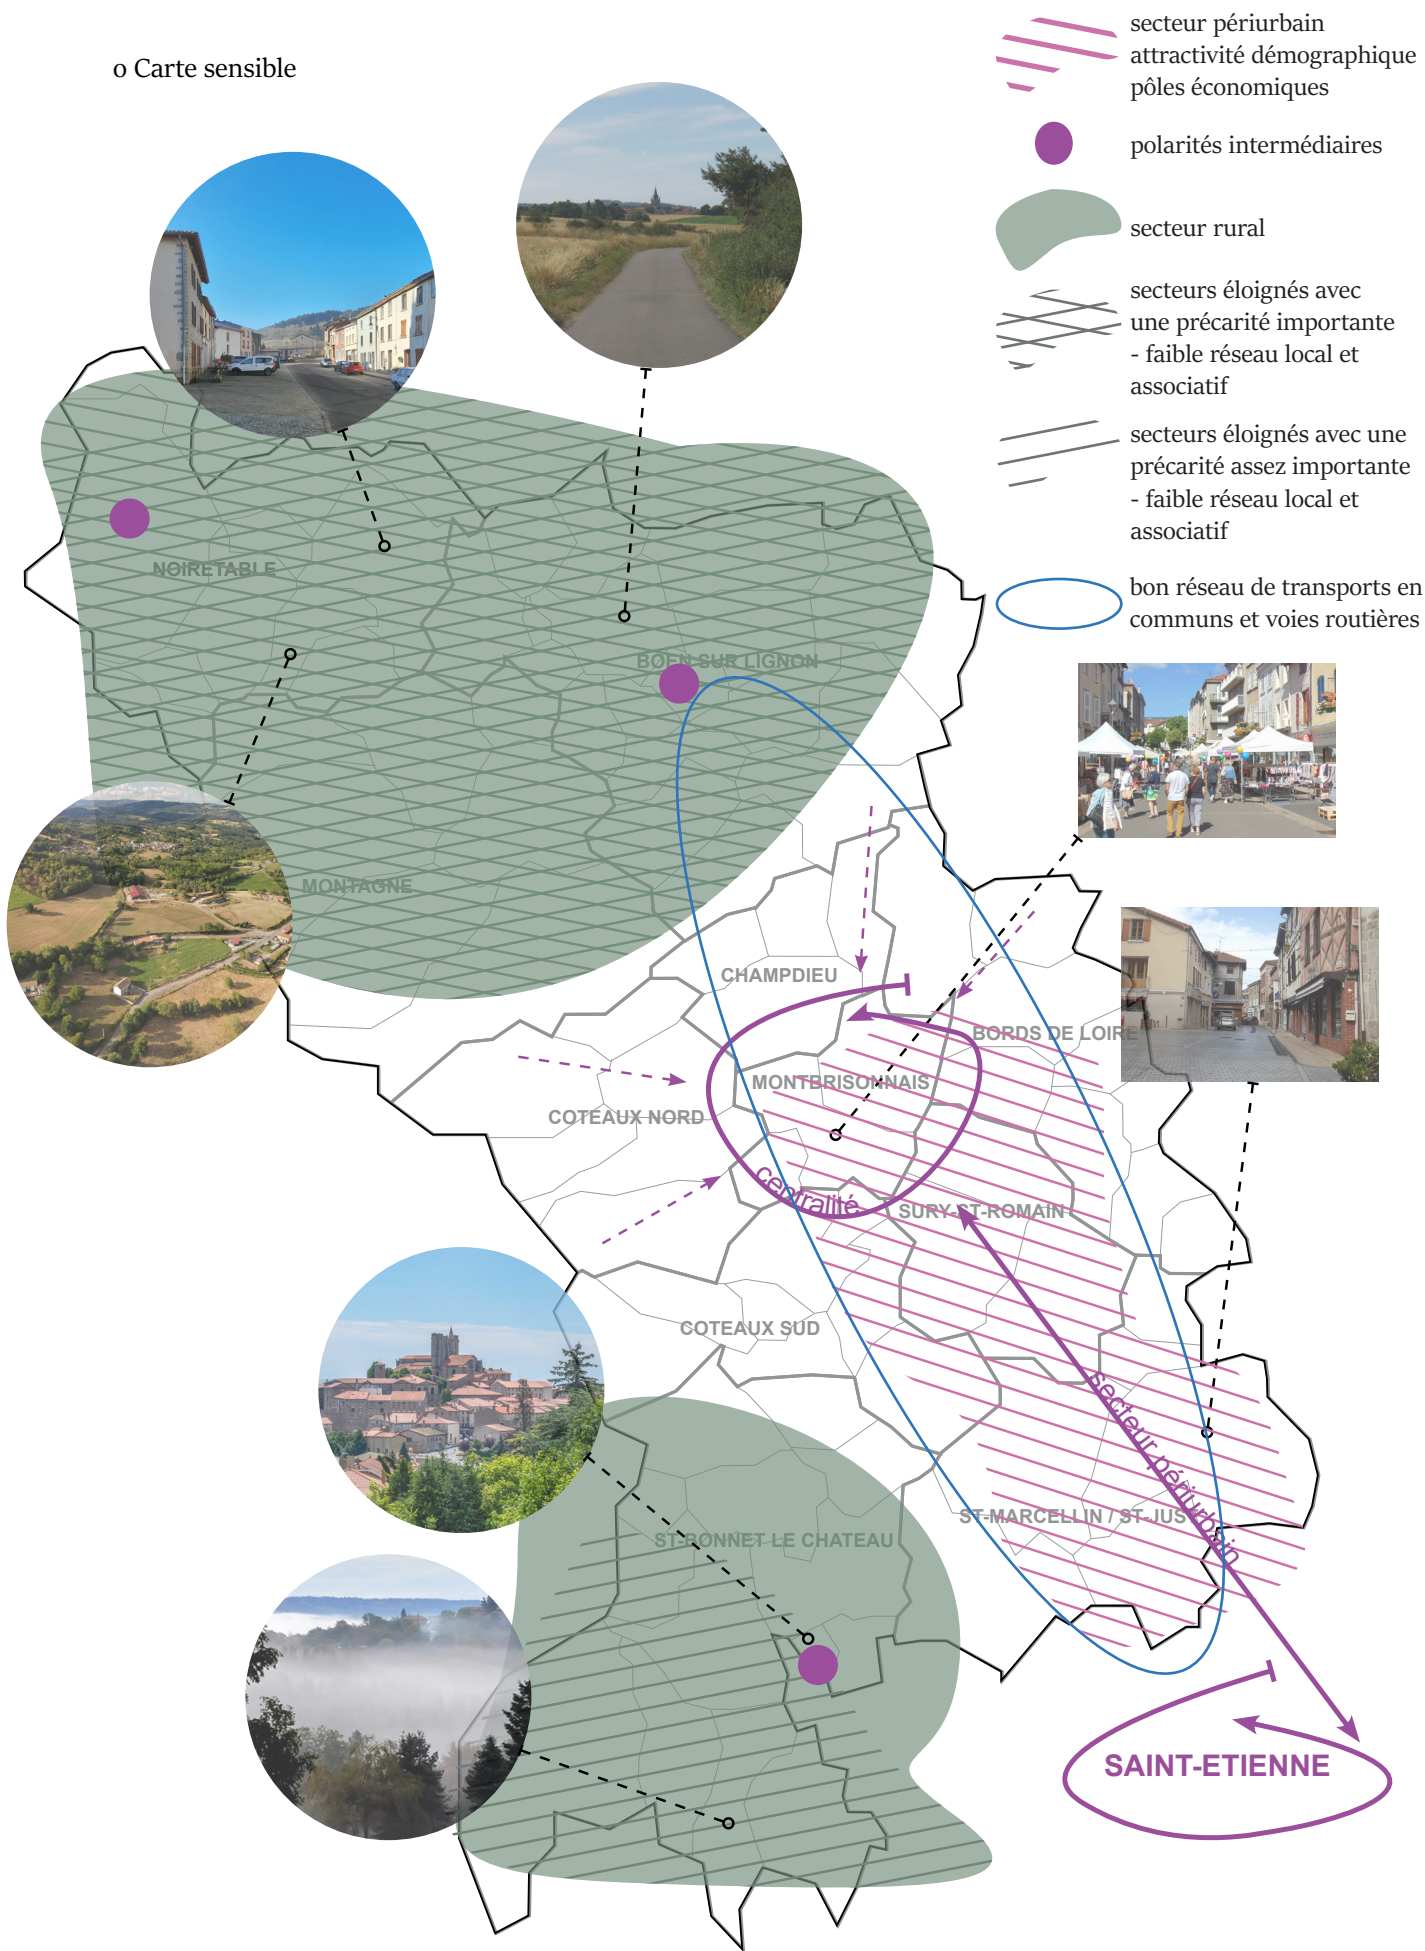 o Carte sensible
secteur périurbain
attractivité démographique
pôles économiques
polarités intermédiaires
secteur rural
secteurs éloignés avec
une précarité importante
- faible réseau local et
associatif
secteurs éloignés avec une
précarité assez importante
- faible réseau local et
associatif
bon réseau de transports en
communs et voies routières
NOIRETABLE
BOEN SUR LIGNON
MONTAGNE
CHAMPDIEU
BORDS DE LOIRE
MONTBRISONNAIS
COTEAUX NORD
centralité
SURY-ST-ROMAIN
COTEAUX SUD
secteur périurbain
ST-MARCELLIN / ST-JUST
ST-BONNET LE CHATEAU
SAINT-ETIENNE